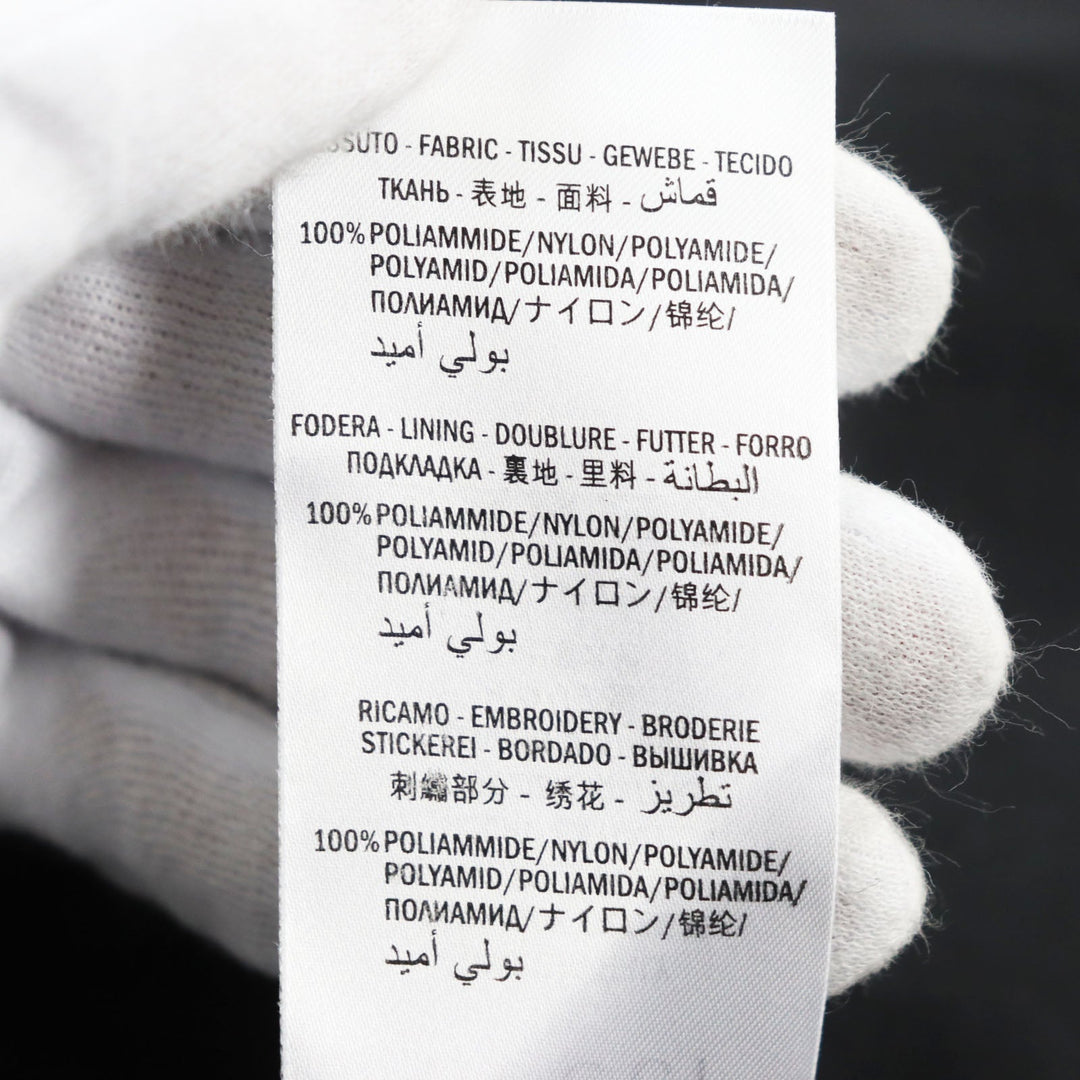 - FABRIC - TISSU - GEWEBE - TECIDO
ТКАНЬ - 表地 - 面料 - قماش
100% POLIAMMIDE/NYLON/POLYAMIDE/
POLYAMID/POLIAMIDA/POLIAMIDA/
ПОЛИАМИД/ナイロン/锦纶/
بولي أميد
FODERA - LINING - DOUBLURE - FUTTER - FORRO
ПОДКЛАДКА - 裏地 - 里料 - البطانة
100% POLIAMMIDE/NYLON/POLYAMIDE/
POLYAMID/POLIAMIDA/POLIAMIDA/
ПОЛИАМИД/ナイロン/锦纶/
بولي أميد
RICAMO - EMBROIDERY - BRODERIE
STICKEREI - BORDADO - ВЫШИВКА
刺繍部分 - 绣花 - تطريز
100% POLIAMMIDE/NYLON/POLYAMIDE/
POLYAMID/POLIAMIDA/POLIAMIDA/
ПОЛИАМИД/ナイロン/锦纶/
بولي أميد